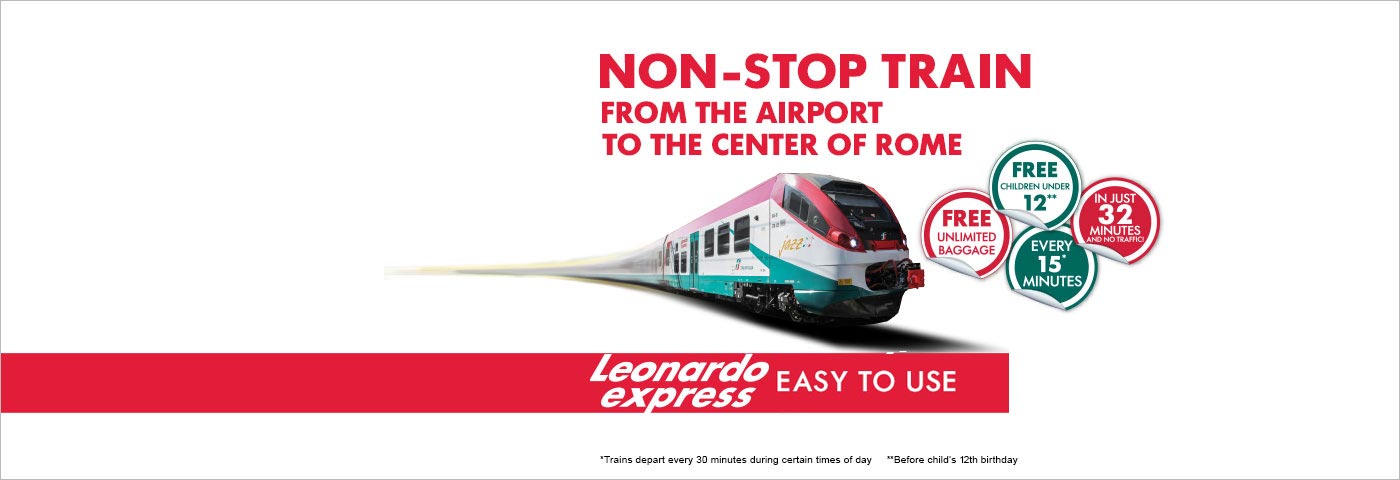 NON-STOP TRAIN
FROM THE AIRPORT
TO THE CENTER OF ROME
FREE
CHILDREN UNDER
12**
IN JUST
32
MINUTES
AND NO TRAFFIC!
FREE
UNLIMITED
BAGGAGE
EVERY
15*
MINUTES
jazz
Leonardo
express
EASY TO USE
*Trains depart every 30 minutes during certain times of day **Before child's 12th birthday